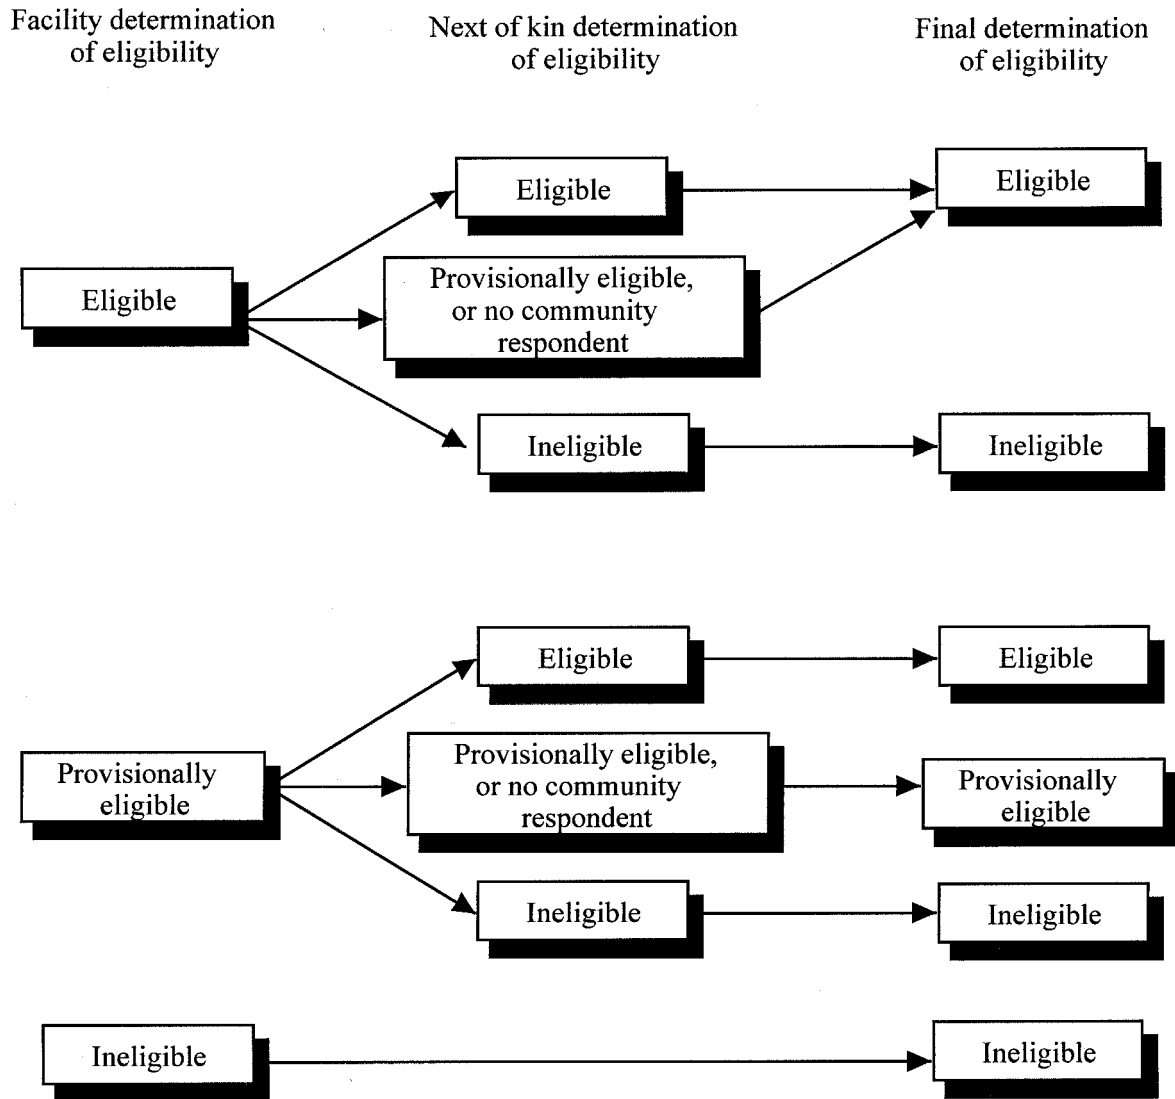 Facility determination
of eligibility
Next of kin determination
of eligibility
Final determination
of eligibility
Eligible
Eligible
Provisionally eligible,
or no community
respondent
Ineligible
Eligible
Ineligible
Provisionally
eligible
Eligible
Provisionally eligible,
or no community
respondent
Ineligible
Eligible
Provisionally
eligible
Ineligible
Ineligible
Ineligible